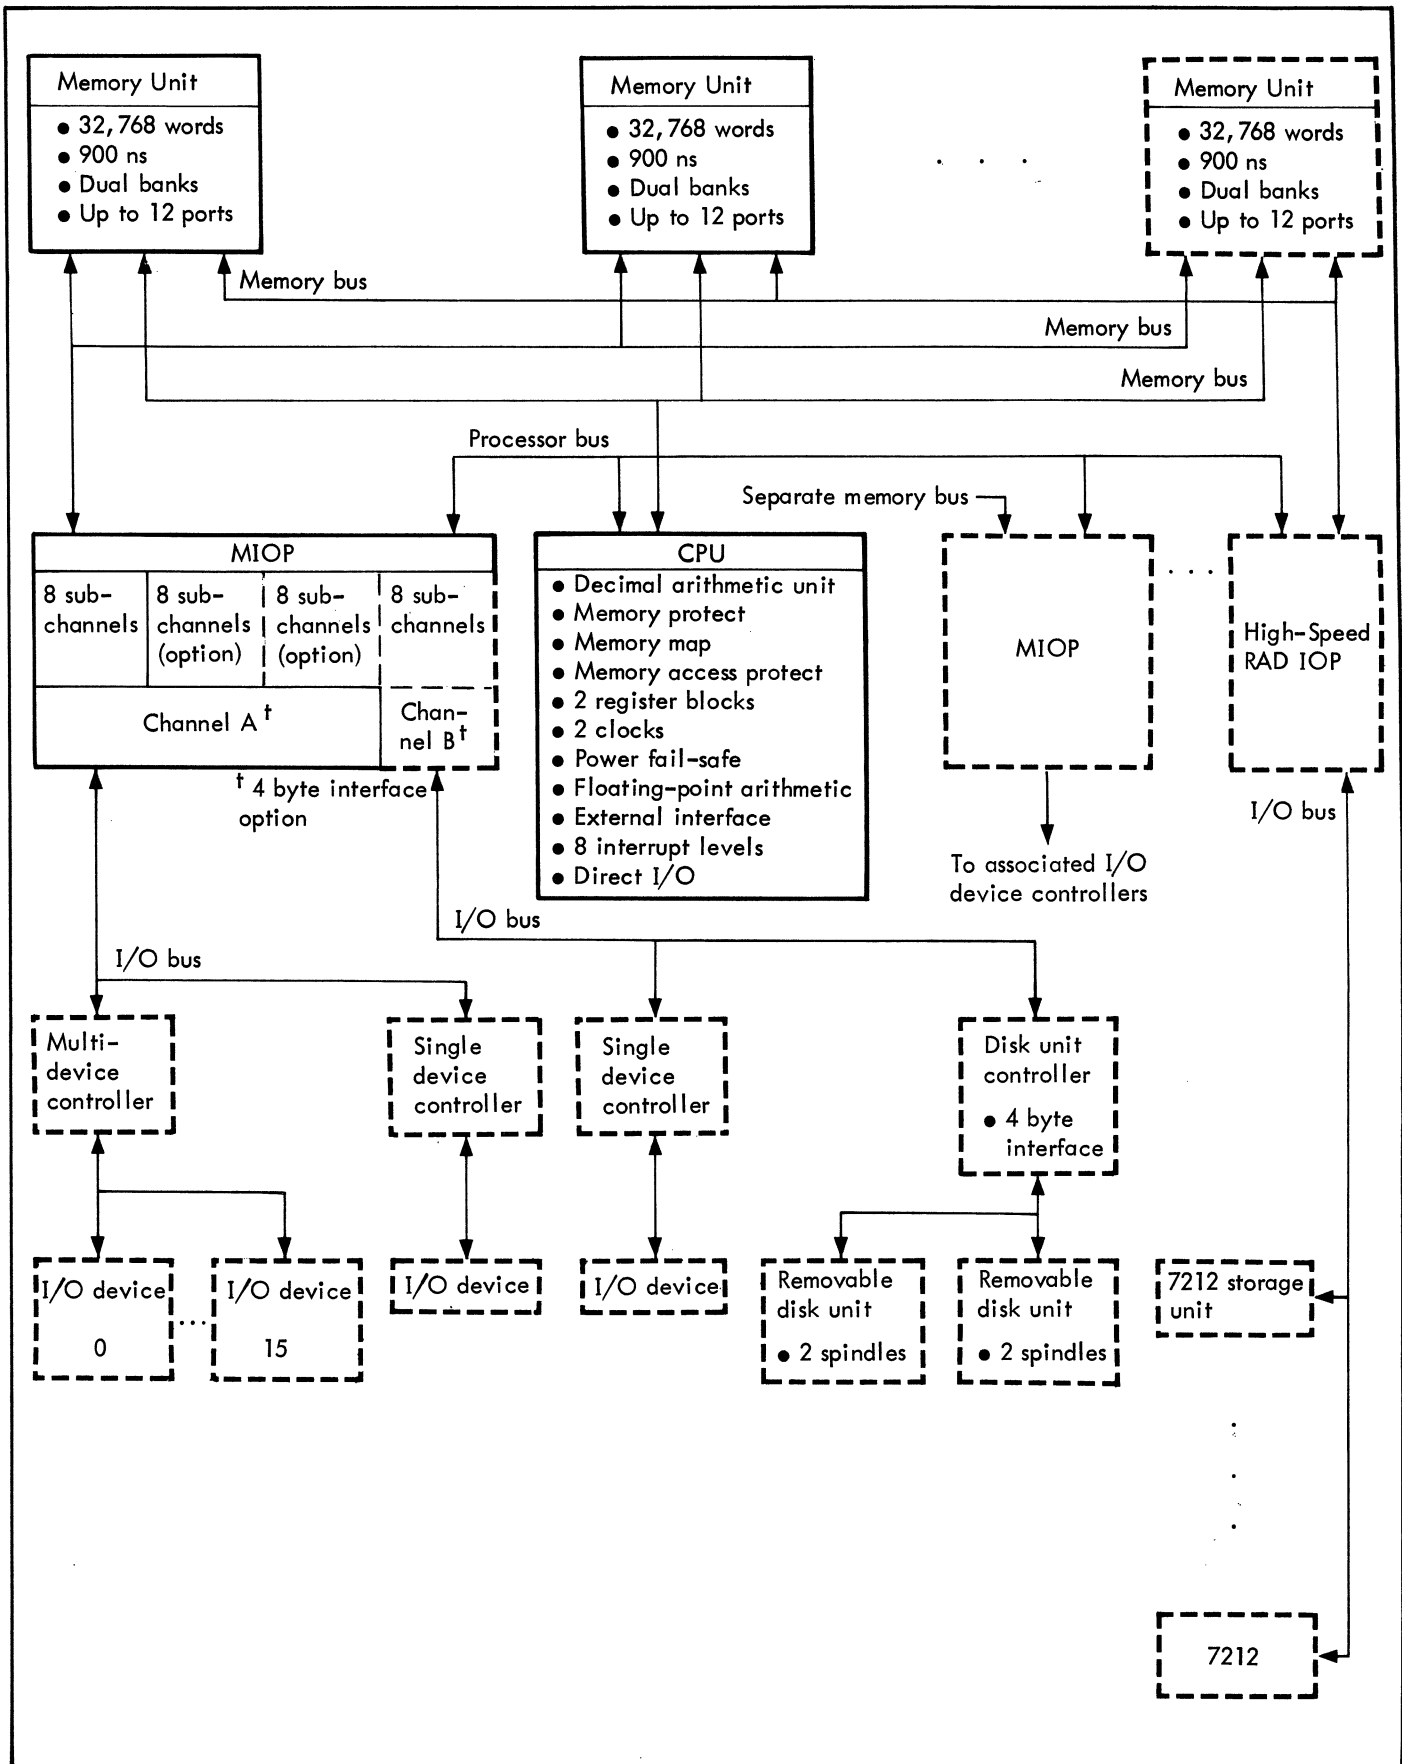 Memory Unit
● 32,768 words
● 900 ns
● Dual banks
● Up to 12 ports
Memory Unit
● 32,768 words
● 900 ns
● Dual banks
● Up to 12 ports
. . .
Memory Unit
● 32,768 words
● 900 ns
● Dual banks
● Up to 12 ports
Memory bus
Memory bus
Memory bus
Processor bus
Separate memory bus
MIOP
8 sub-
channels
8 sub-
channels
(option)
8 sub-
channels
(option)
8 sub-
channels
Channel A†
Chan-
nel B†
† 4 byte interface
option
CPU
● Decimal arithmetic unit
● Memory protect
● Memory map
● Memory access protect
● 2 register blocks
● 2 clocks
● Power fail-safe
● Floating-point arithmetic
● External interface
● 8 interrupt levels
● Direct I/O
MIOP
. . . .
High-Speed
RAD IOP
To associated I/O
device controllers
I/O bus
I/O bus
I/O bus
Multi-
device
controller
Single
device
controller
Single
device
controller
Disk unit
controller
● 4 byte
interface
I/O device
0
....
I/O device
15
I/O device
I/O device
Removable
disk unit
● 2 spindles
Removable
disk unit
● 2 spindles
7212 storage
unit
7212